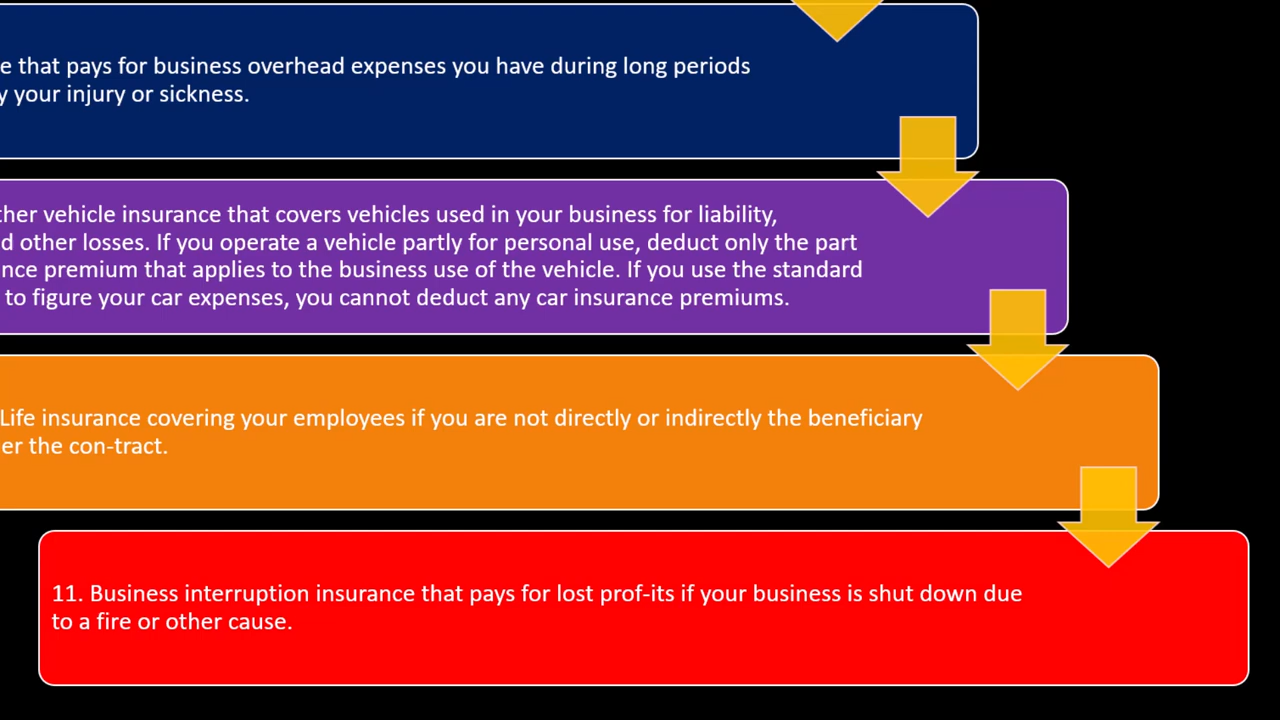 e that pays for business overhead expenses you have during long periods
y your injury or sickness.
ther vehicle insurance that covers vehicles used in your business for liability,
d other losses. If you operate a vehicle partly for personal use, deduct only the part
nce premium that applies to the business use of the vehicle. If you use the standard
to figure your car expenses, you cannot deduct any car insurance premiums.
Life insurance covering your employees if you are not directly or indirectly the beneficiary
er the con-tract.
11. Business interruption insurance that pays for lost prof-its if your business is shut down due
to a fire or other cause.